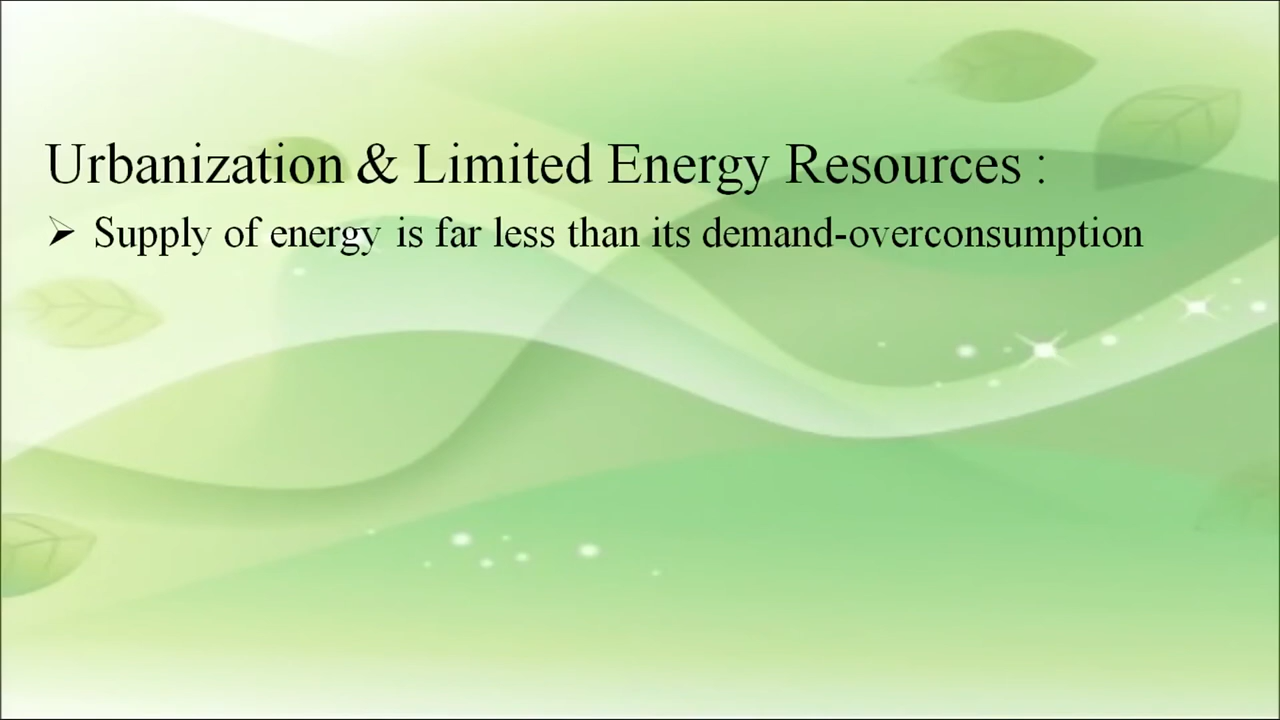 Urbanization & Limited Energy Resources :
➢ Supply of energy is far less than its demand-overconsumption